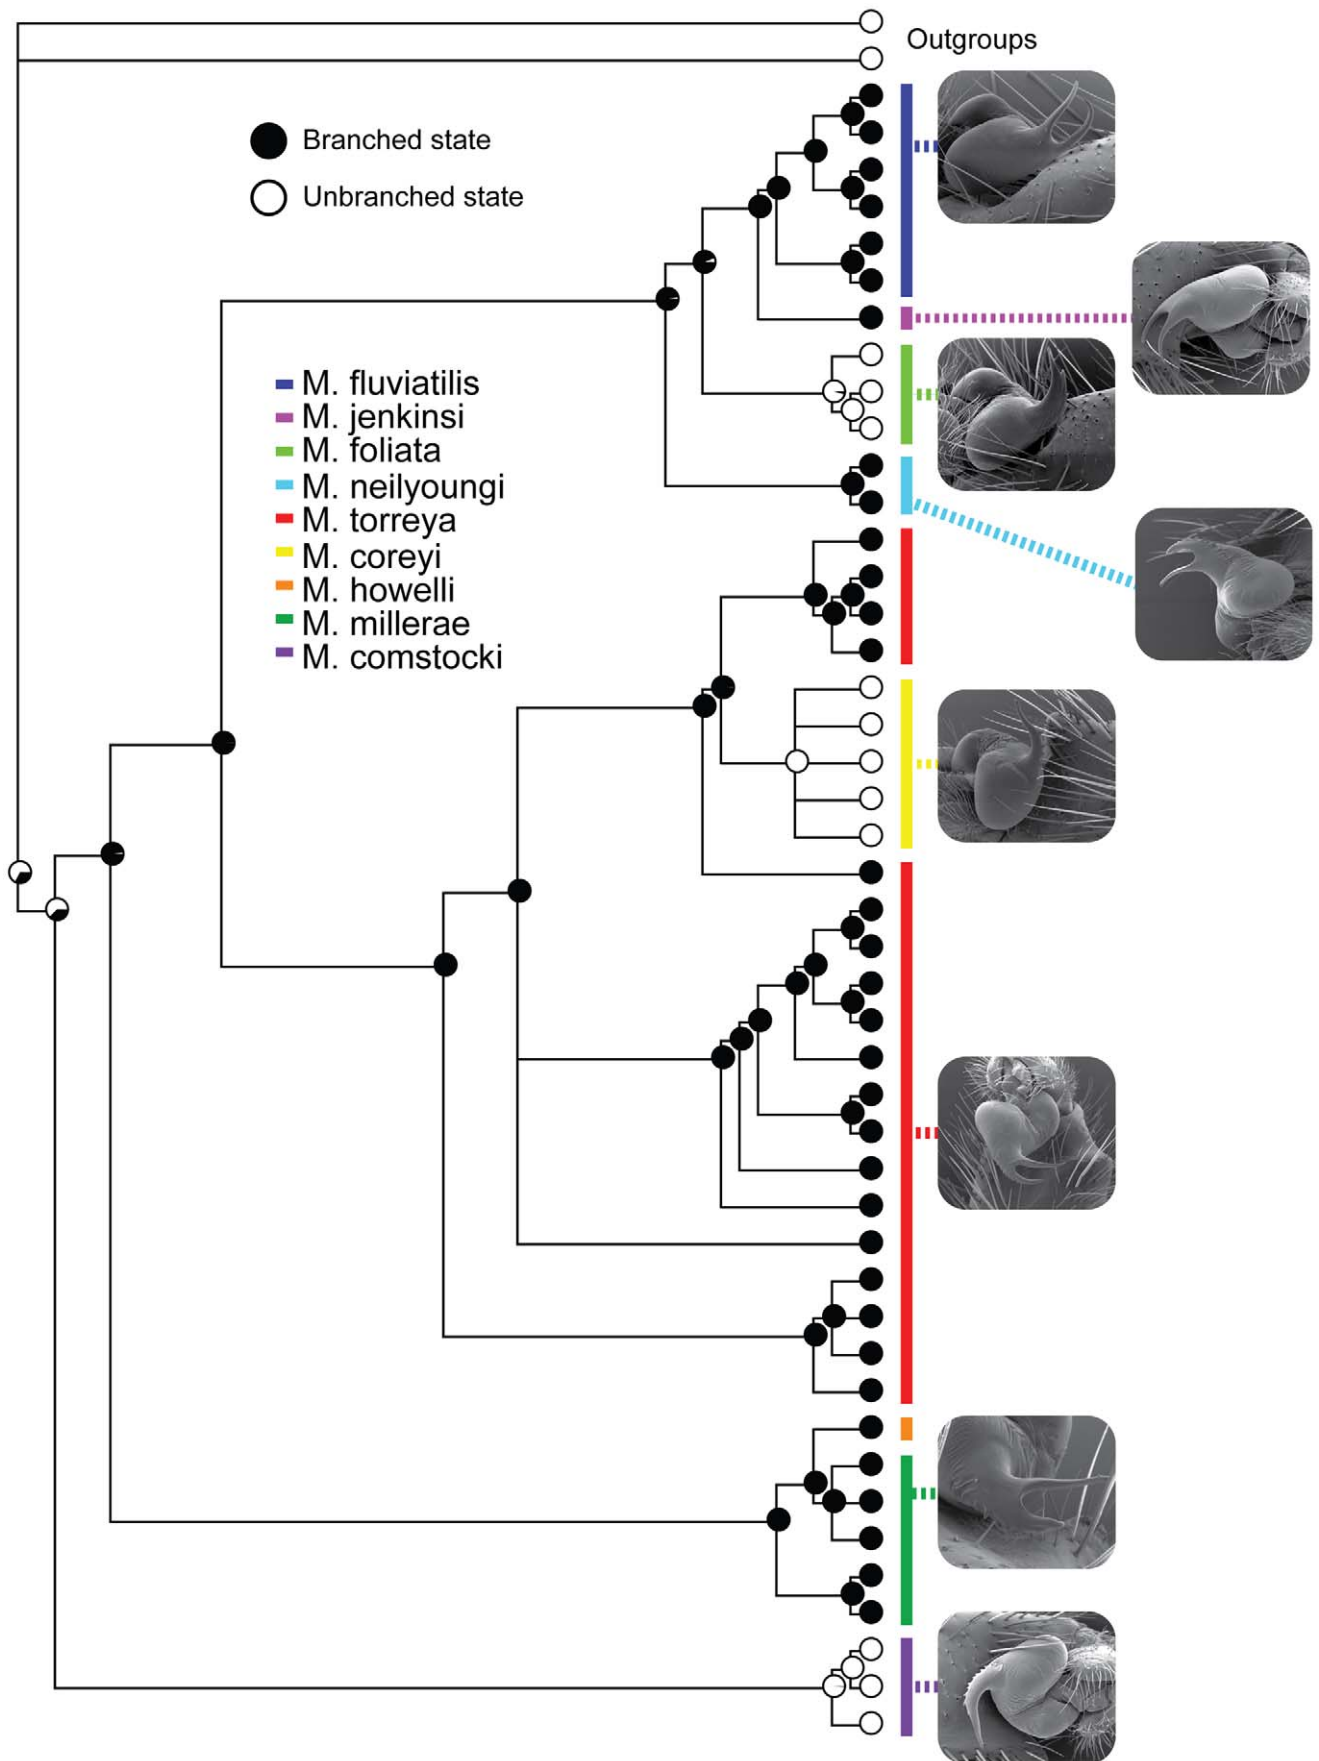 Outgroups
Branched state
Unbranched state
M. fluviatilis
M. jenkinsi
M. foliata
M. neilyoungi
M. torreya
M. coreyi
M. howelli
M. millerae
M. comstocki